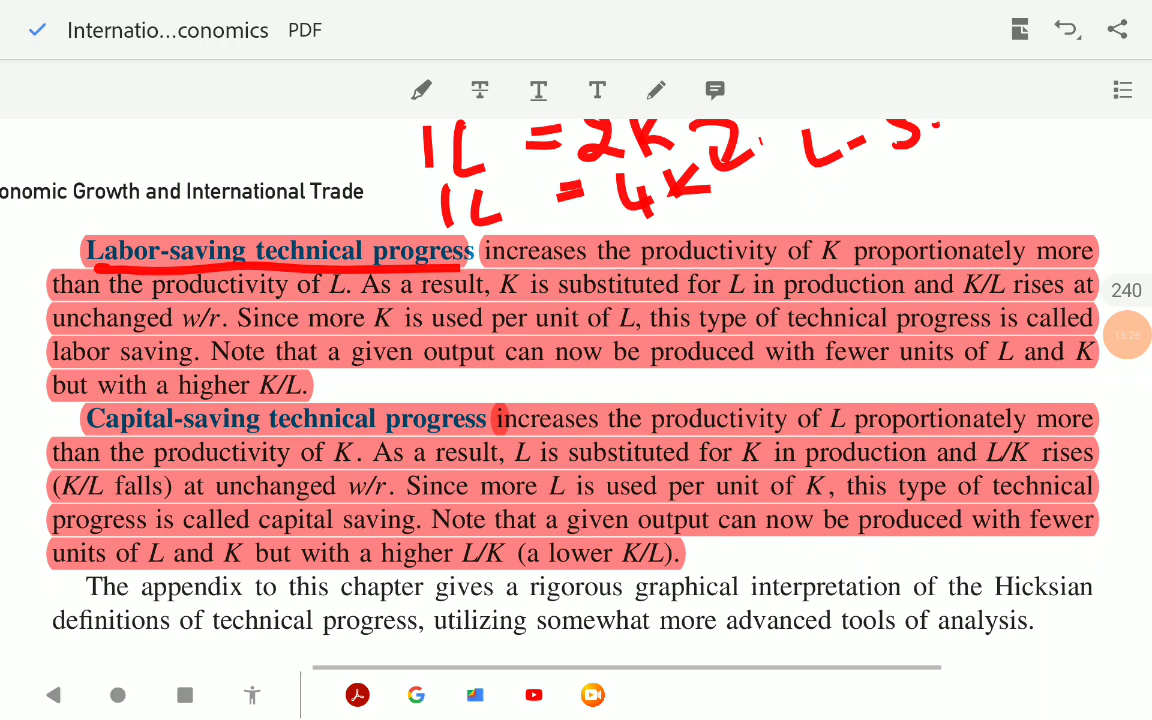 Internatio...conomics PDF
1L = 2K 2. L-S.
1L = 4K
onomic Growth and International Trade
Labor-saving technical progress increases the productivity of K proportionately more
than the productivity of L. As a result, K is substituted for L in production and K/L rises at
240
unchanged w/r. Since more K is used per unit of L, this type of technical progress is called
15:26
labor saving. Note that a given output can now be produced with fewer units of L and K
but with a higher K/L.
Capital-saving technical progress increases the productivity of L proportionately more
than the productivity of K. As a result, L is substituted for K in production and L/K rises
(K/L falls) at unchanged w/r. Since more L is used per unit of K, this type of technical
progress is called capital saving. Note that a given output can now be produced with fewer
units of L and K but with a higher L/K (a lower K/L).
The appendix to this chapter gives a rigorous graphical interpretation of the Hicksian
definitions of technical progress, utilizing somewhat more advanced tools of analysis.